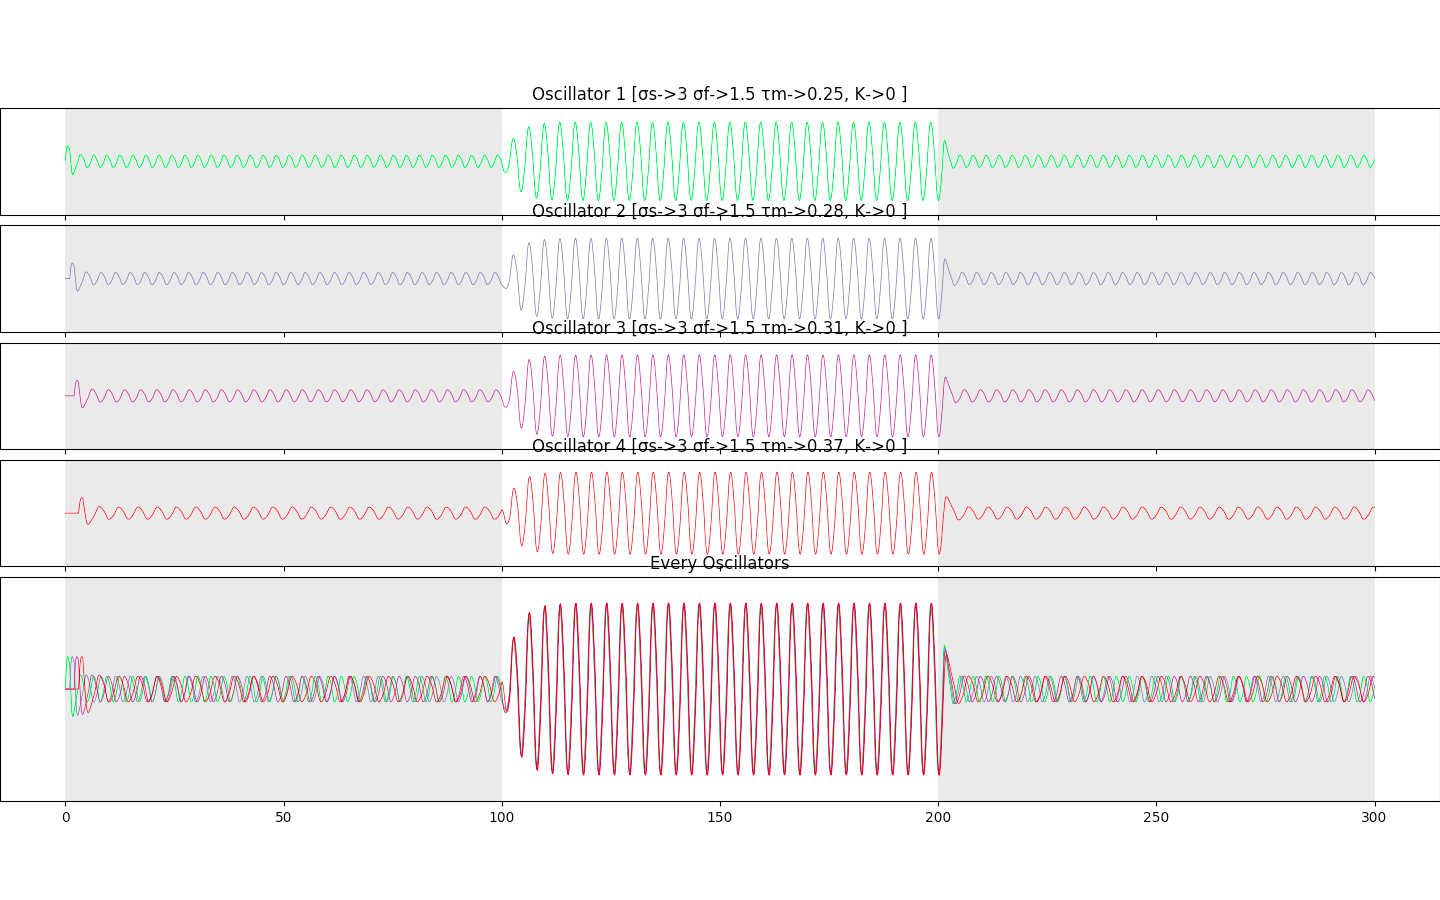 Oscillator 1 [σs->3 σf->1.5 τm->0.25, K->0 ]
Oscillator 2 [σs->3 σf->1.5 τm->0.28, K->0 ]
Oscillator 3 [σs->3 σf->1.5 τm->0.31, K->0 ]
Oscillator 4 [σs->3 σf->1.5 τm->0.37, K->0 ]
Every Oscillators
0 50 100 150 200 250 300